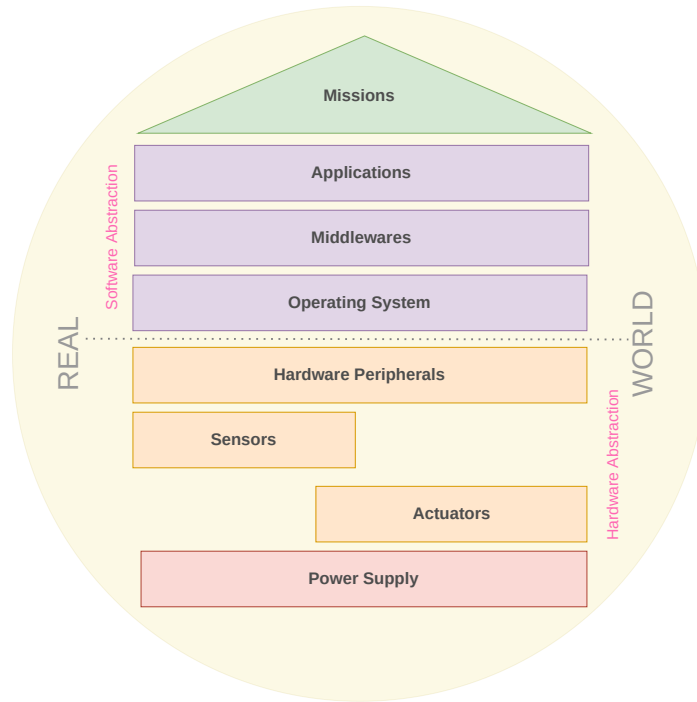 Missions
Applications
Software Abstraction
Middlewares
Operating System
REAL
WORLD
Hardware Peripherals
Sensors
Hardware Abstraction
Actuators
Power Supply